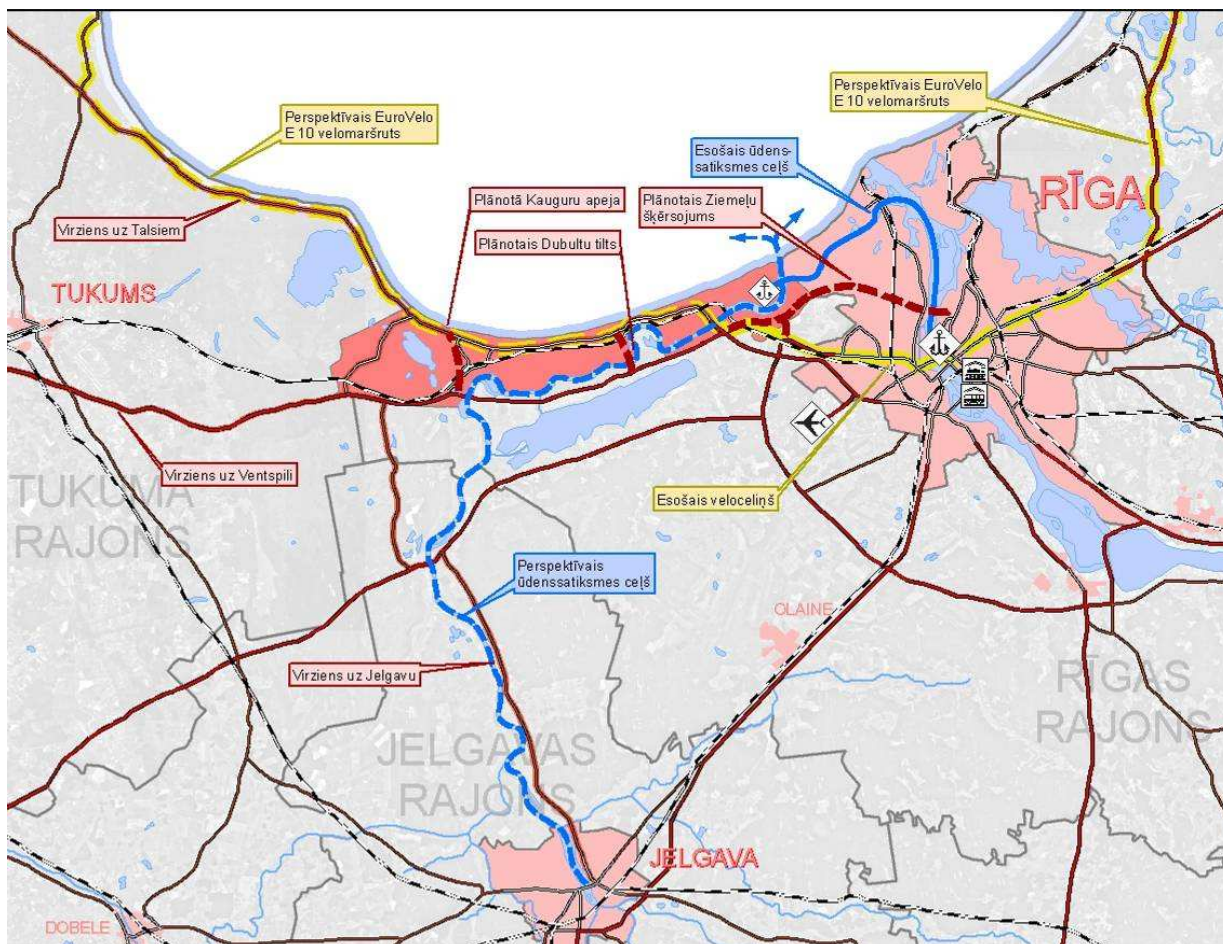 Perspektīvais EuroVelo
E 10 velomaršruts
Perspektīvais EuroVelo
E 10 velomaršruts
Esošais ūdens-
satiksmes ceļš
RĪGA
Plānotā Kauguru apeja
Plānotais Ziemeļu
šķērsojums
Virziens uz Talsiem
Plānotais Dubultu tilts
TUKUMS
Virziens uz Ventspili
TUKUMA
RAJONS
Esošais veloceliņš
Perspektīvais
ūdenssatiksmes ceļš
OLAINE
Virziens uz Jelgavu
RĪGAS
RAJONS
JELGAVAS
RAJONS
JELGAVA
DOBELE